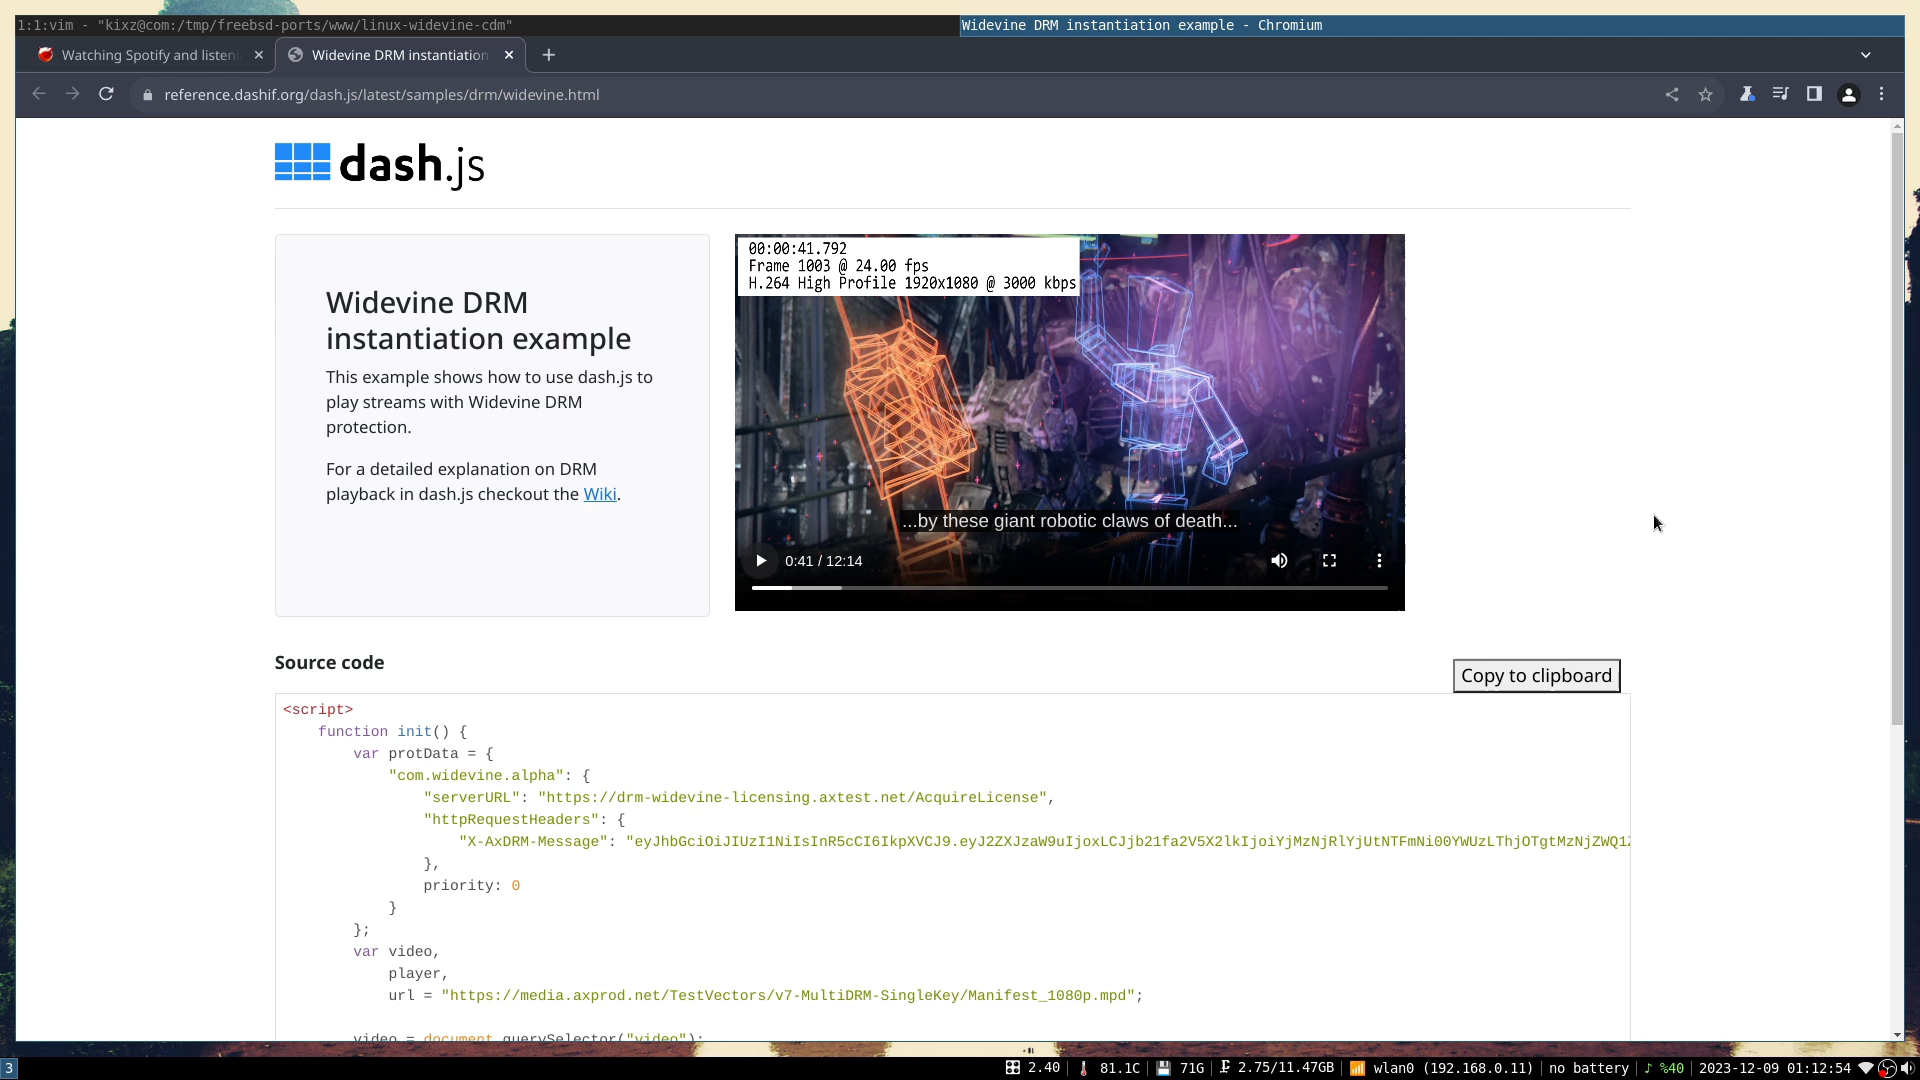 1:1:vim - "kixz@com:/tmp/freebsd-ports/www/linux-widevine-cdm"
Widevine DRM instantiation example - Chromium
Watching Spotify and listen
Widevine DRM instantiation
reference.dashif.org/dash.js/latest/samples/drm/widevine.html
dash.js
Widevine DRM
instantiation example
This example shows how to use dash.js to
play streams with Widevine DRM
protection.
For a detailed explanation on DRM
playback in dash.js checkout the Wiki.
00:00:41.792
Frame 1003 @ 24.00 fps
H.264 High Profile 1920x1080 @ 3000 kbps
...by these giant robotic claws of death...
0:41 / 12:14
Source code
Copy to clipboard
<script>
function init() {
var protData = {
"com.widevine.alpha": {
"serverURL": "https://drm-widevine-licensing.axtest.net/AcquireLicense",
"httpRequestHeaders": {
"X-AxDRM-Message": "eyJhbGciOiJIUzI1NiIsInR5cCI6IkpXVCJ9.eyJ2ZXJzaW9uIjoxLCJjb21fa2V5X2lkIjoiYjMzNjRlYjUtNTFmNi00YWUzLThjOTgtMzNjZWQ1
},
priority: 0
}
};
var video,
player,
url = "https://media.axprod.net/TestVectors/v7-MultiDRM-SingleKey/Manifest_1080p.mpd";
video = document.querySelector("video");
3
2.40
81.1C
71G
2.75/11.47GB
wlan0 (192.168.0.11)
no battery
♪ %40
2023-12-09 01:12:54